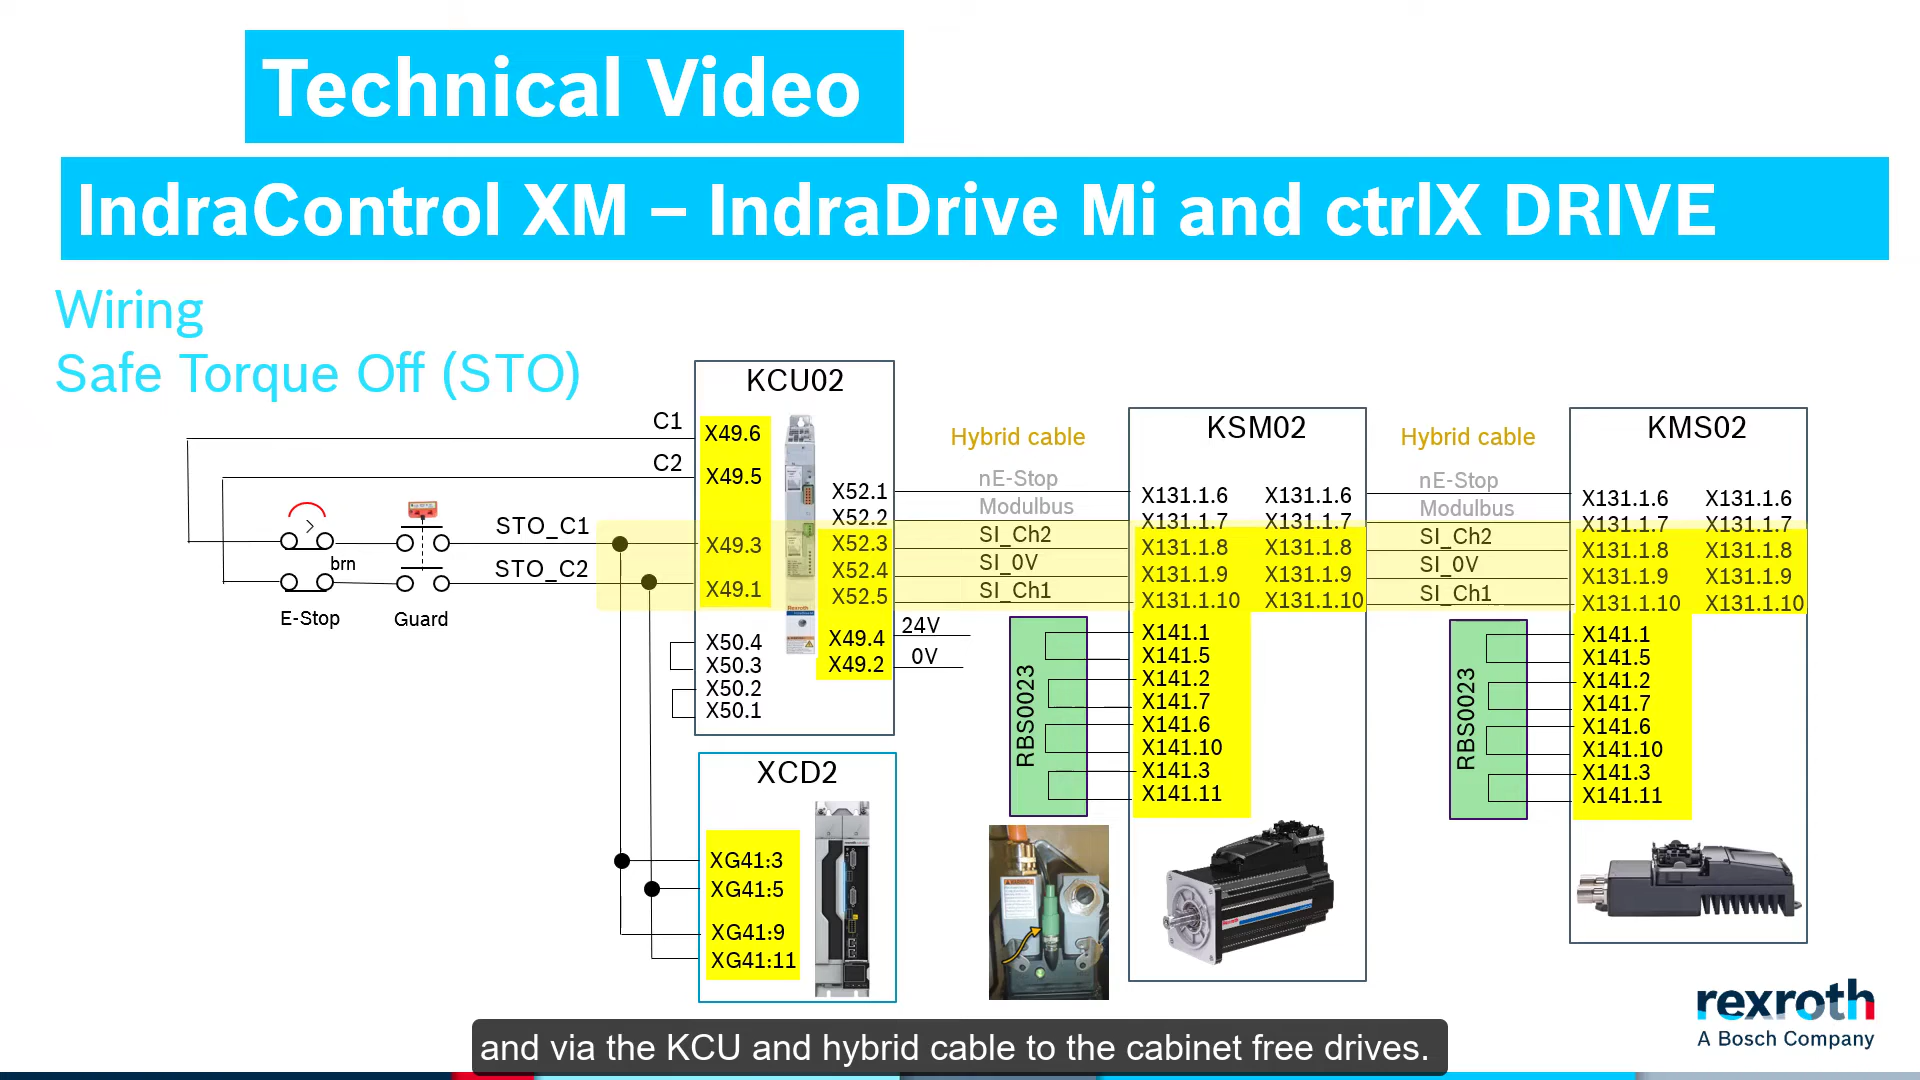 Technical Video
IndraControl XM – IndraDrive Mi and ctrlX DRIVE
Wiring
Safe Torque Off (STO)
KCU02
C1
X49.6
C2
X49.5
X52.1
X52.2
STO_C1
X49.3
X52.3
STO_C2
X49.1
X52.4
X52.5
brn
E-Stop
Guard
X50.4
X50.3
X50.2
X50.1
X49.4
X49.2
24V
0V
Rexroth
Hybrid cable
nE-Stop
Modulbus
SI_Ch2
SI_0V
SI_Ch1
KSM02
X131.1.6 X131.1.6
X131.1.7 X131.1.7
X131.1.8 X131.1.8
X131.1.9 X131.1.9
X131.1.10 X131.1.10
RBS0023
X141.1
X141.5
X141.2
X141.7
X141.6
X141.10
X141.3
X141.11
Hybrid cable
nE-Stop
Modulbus
SI_Ch2
SI_0V
SI_Ch1
KMS02
X131.1.6 X131.1.6
X131.1.7 X131.1.7
X131.1.8 X131.1.8
X131.1.9 X131.1.9
X131.1.10 X131.1.10
RBS0023
X141.1
X141.5
X141.2
X141.7
X141.6
X141.10
X141.3
X141.11
XCD2
XG41:3
XG41:5
XG41:9
XG41:11
rexroth
A Bosch Company
and via the KCU and hybrid cable to the cabinet free drives.